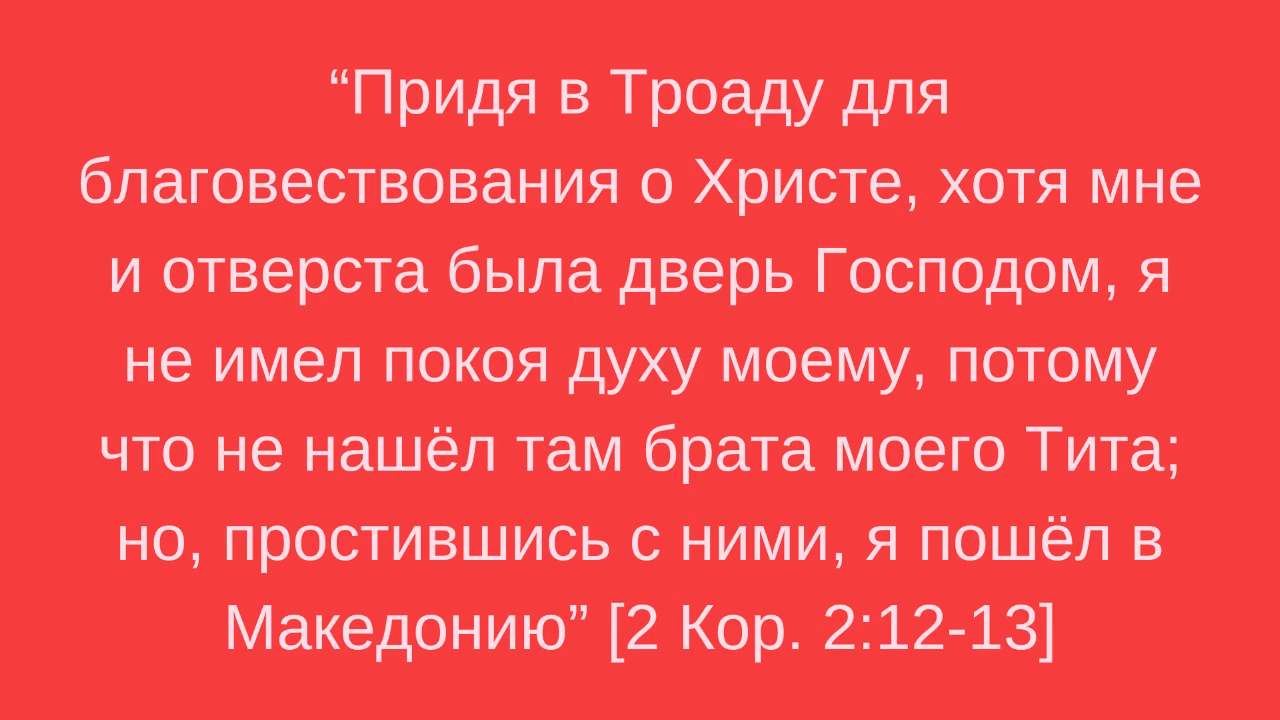 “Придя в Троаду для
благовествования о Христе, хотя мне
и отверста была дверь Господом, я
не имел покоя духу моему, потому
что не нашёл там брата моего Тита;
но, простившись с ними, я пошёл в
Македонию” [2 Кор. 2:12-13]